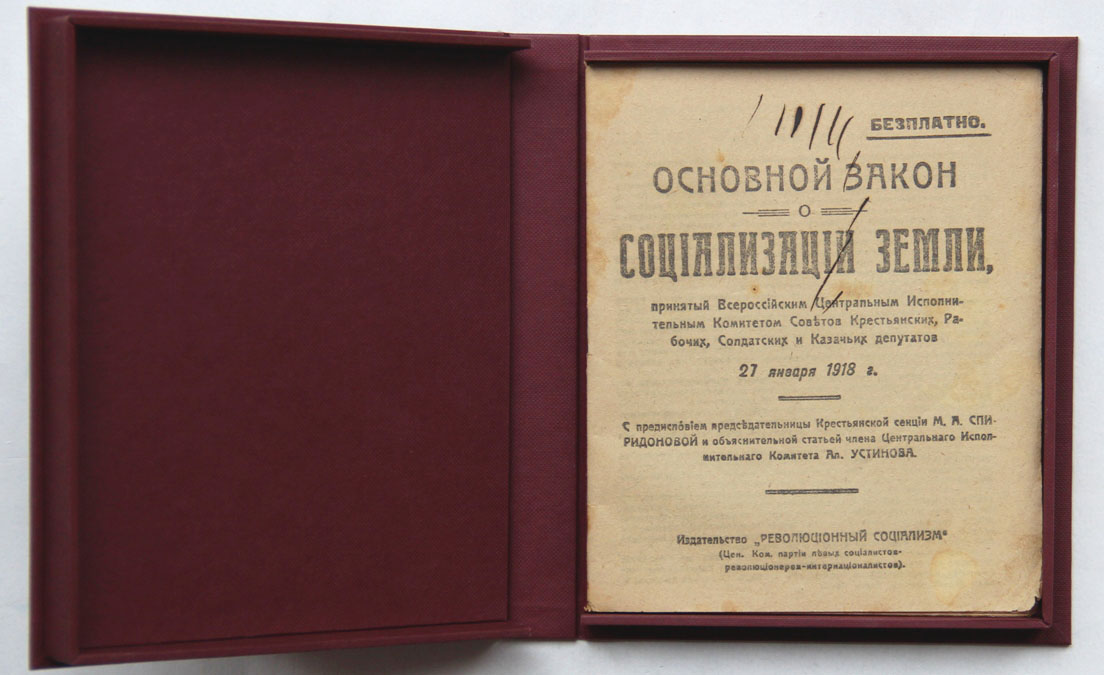 БЕЗПЛАТНО.
ОСНОВНОЙ ЗАКОН
О
СОЦІАЛИЗАЦІИ ЗЕМЛИ,
принятый Всероссійским Центральным Исполни-
тельным Комитетом Совѣтов Крестьянских, Ра-
бочих, Солдатских и Казачьих депутатов
27 января 1918 г.
С предисловіем предсѣдательницы Крестьянской секціи М. А. СПИ-
РИДОНОВОЙ и объяснительной статьей члена Центральнаго Испол-
нительнаго Комитета Ал. УСТИНОВА.
Издательство „РЕВОЛЮЦІОННЫЙ СОЦІАЛИЗМ“
(Цен. Ком. партіи лѣвых соціалистов-
революціонеров-интернаціоналистов).